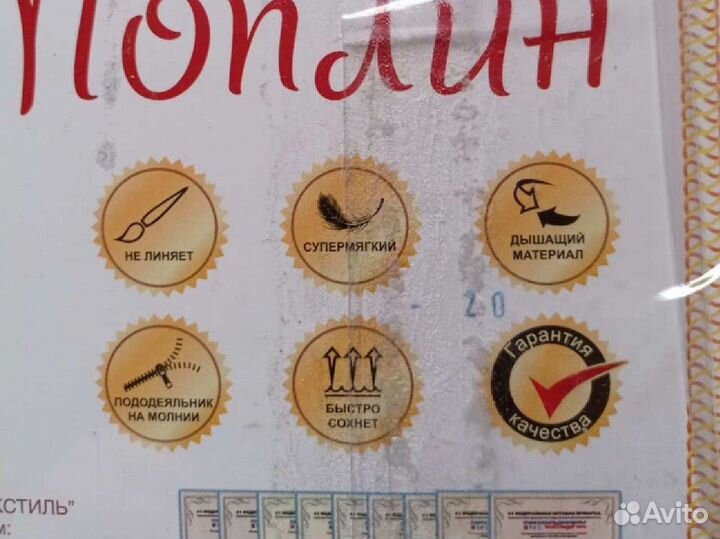 Поплин
НЕ ЛИНЯЕТ
СУПЕРМЯГКИЙ
ДЫШАЩИЙ
МАТЕРИАЛ
- 20
ПОДОДЕЯЛЬНИК
НА МОЛНИИ
БЫСТРО
СОХНЕТ
Гарантия
качества
КСТИЛЬ"
м:
Avito